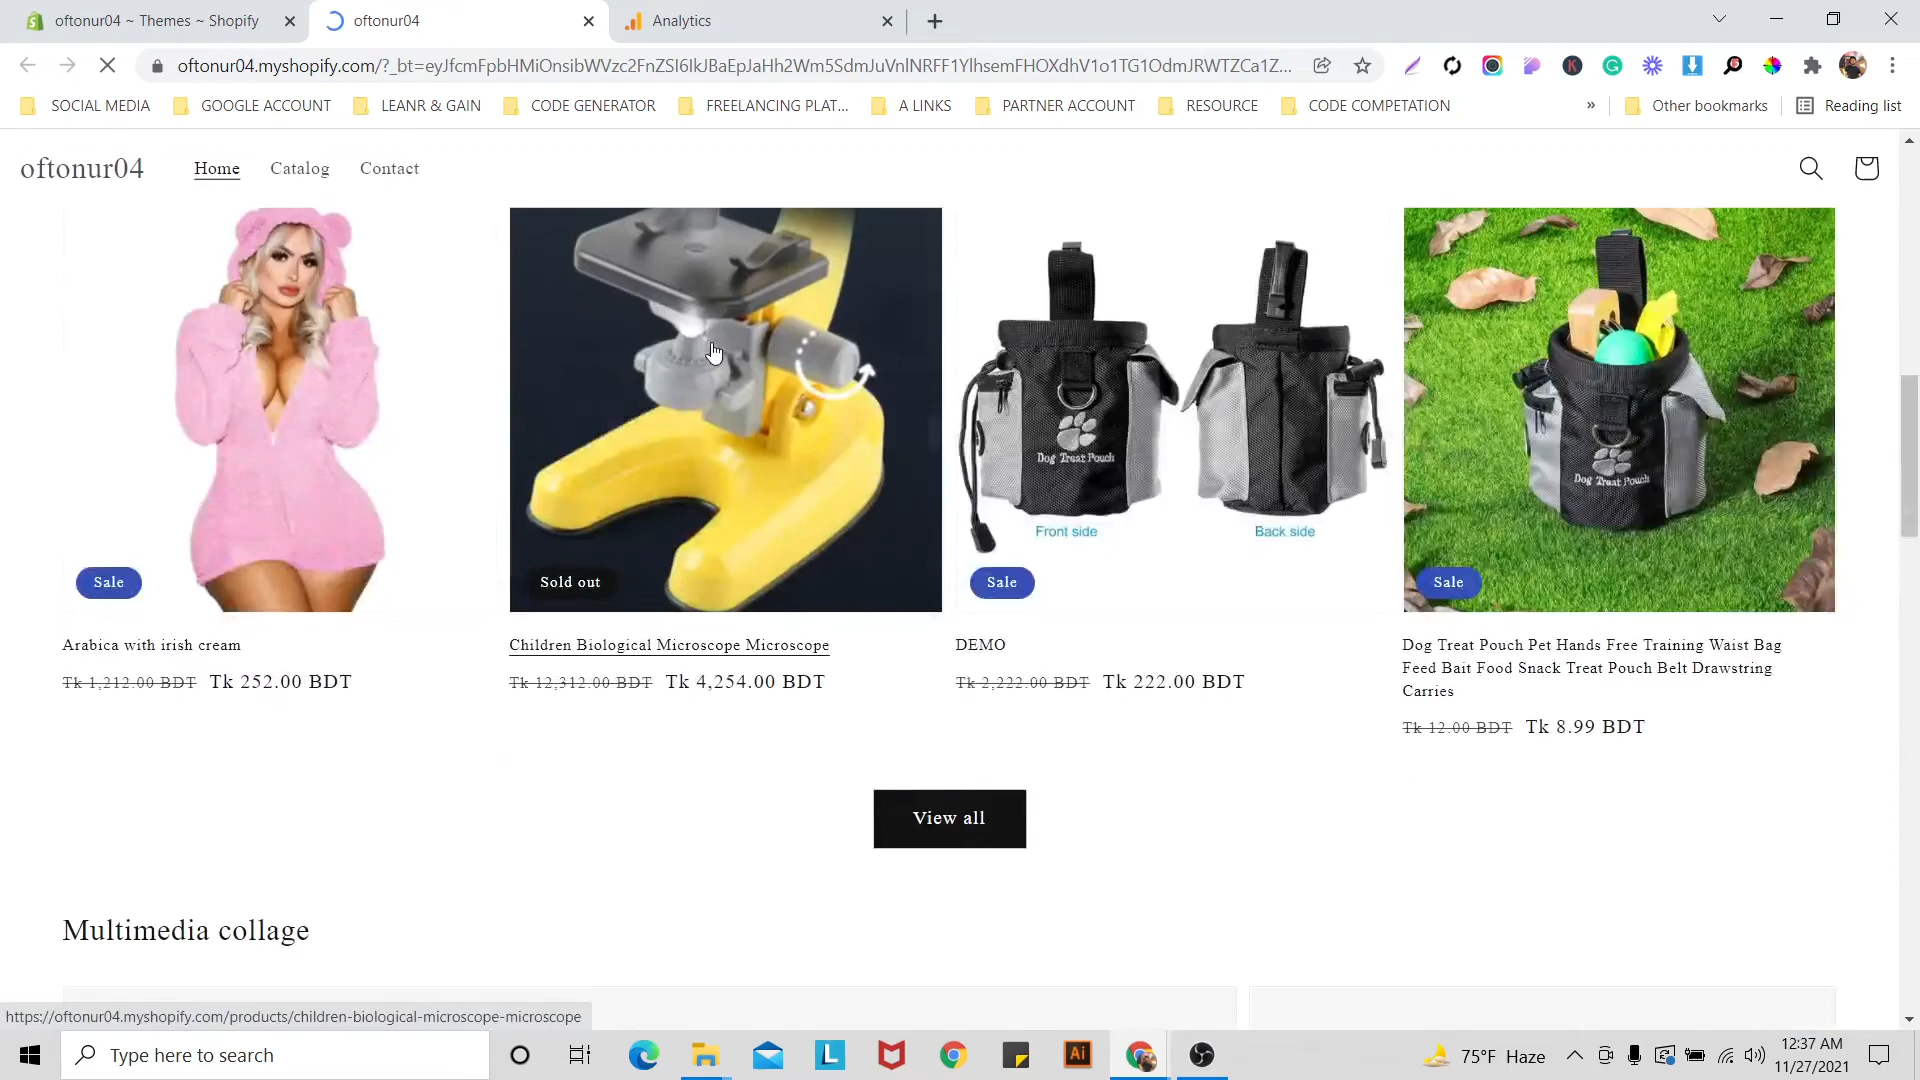 oftonur04 ~ Themes ~ Shopify
oftonur04
Analytics
oftonur04.myshopify.com/?_bt=
SOCIAL MEDIA
GOOGLE ACCOUNT
LEANR & GAIN
CODE GENERATOR
FREELANCING PLAT...
A LINKS
PARTNER ACCOUNT
RESOURCE
CODE COMPETATION
»
Other bookmarks
Reading list
oftonur04
Home
Catalog
Contact
Dog Treat Pouch
Front side
Back side
Dog Treat Pouch
Sale
Sold out
Sale
Sale
Arabica with irish cream
Tk 1,212.00 BDT Tk 252.00 BDT
Children Biological Microscope Microscope
Tk 12,312.00 BDT Tk 4,254.00 BDT
DEMO
Tk 2,222.00 BDT Tk 222.00 BDT
Dog Treat Pouch Pet Hands Free Training Waist Bag
Feed Bait Food Snack Treat Pouch Belt Drawstring
Carries
Tk 12.00 BDT Tk 8.99 BDT
View all
Multimedia collage
https://oftonur04.myshopify.com/products/children-biological-microscope-microscope
Type here to search
L
Ai
75°F Haze
12:37 AM
11/27/2021